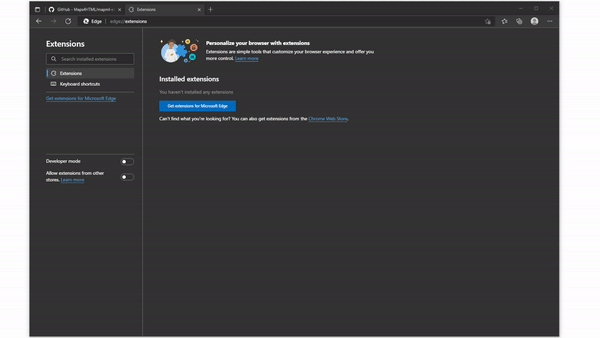 GitHub - Maps4HTML/mapml-e
Extensions
Edge
edge://extensions
Extensions
Search installed extensions
Extensions
Keyboard shortcuts
Get extensions for Microsoft Edge
Developer mode
Allow extensions from other
stores. Learn more
Personalize your browser with extensions
Extensions are simple tools that customize your browser experience and offer you
more control. Learn more
Installed extensions
You haven't installed any extensions
Get extensions for Microsoft Edge
Can't find what you're looking for? You can also get extensions from the Chrome Web Store.